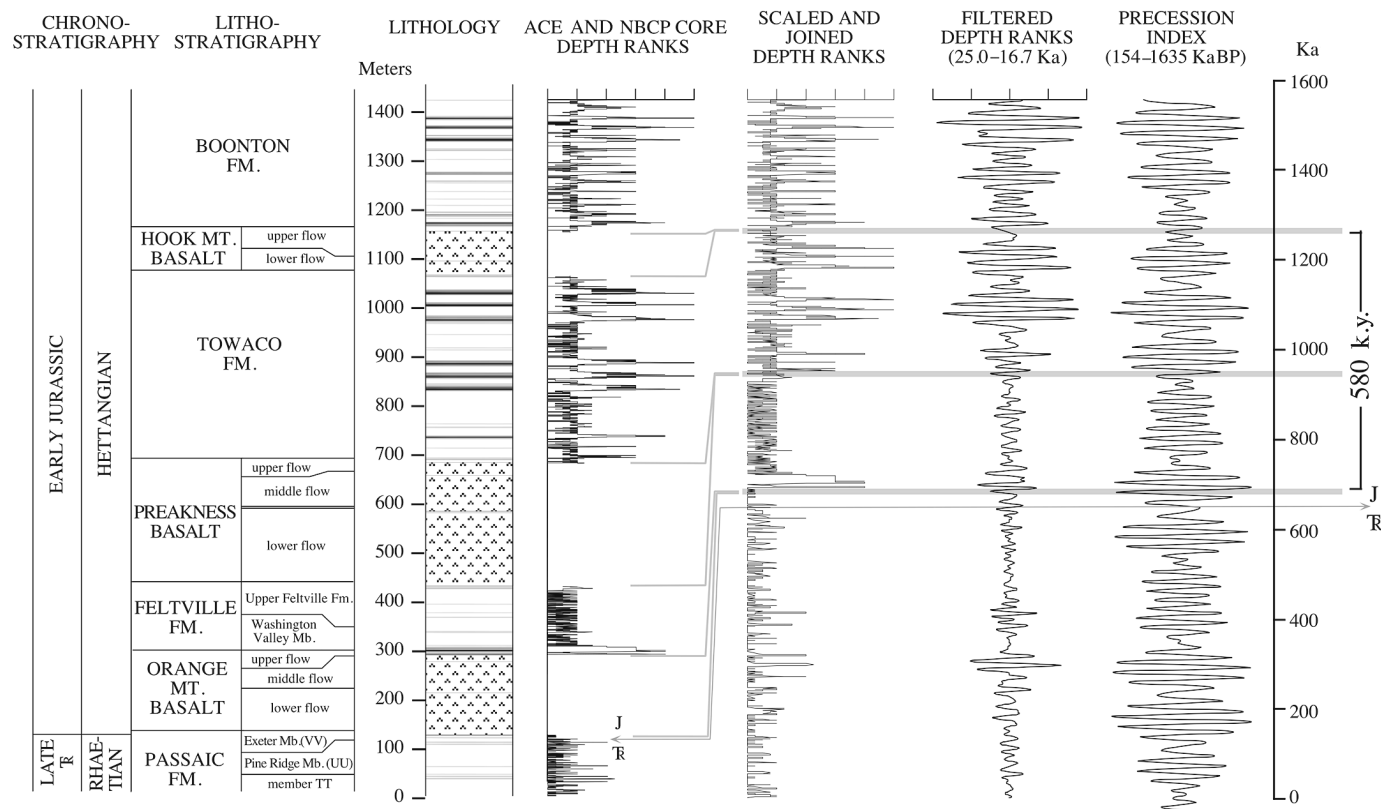 CHRONO-
STRATIGRAPHY
LITHO-
STRATIGRAPHY
LITHOLOGY
ACE AND NBCP CORE
DEPTH RANKS
SCALED AND
JOINED
DEPTH RANKS
FILTERED
DEPTH RANKS
(25.0–16.7 Ka)
PRECESSION
INDEX
(154–1635 KaBP)
Meters
Ka
1400
1300
1200
1100
1000
900
800
700
600
500
400
300
200
100
0
1600
1400
1200
1000
800
600
400
200
0
EARLY JURASSIC
LATE
TR
HETTANGIAN
RHAE-
TIAN
BOONTON
FM.
HOOK MT.
BASALT
upper flow
lower flow
TOWACO
FM.
PREAKNESS
BASALT
upper flow
middle flow
lower flow
FELTVILLE
FM.
Upper Feltville Fm.
Washington
Valley Mb.
ORANGE
MT.
BASALT
upper flow
middle flow
lower flow
PASSAIC
FM.
Exeter Mb.(VV)
Pine Ridge Mb. (UU)
member TT
J
TR
580 k.y.
J
TR